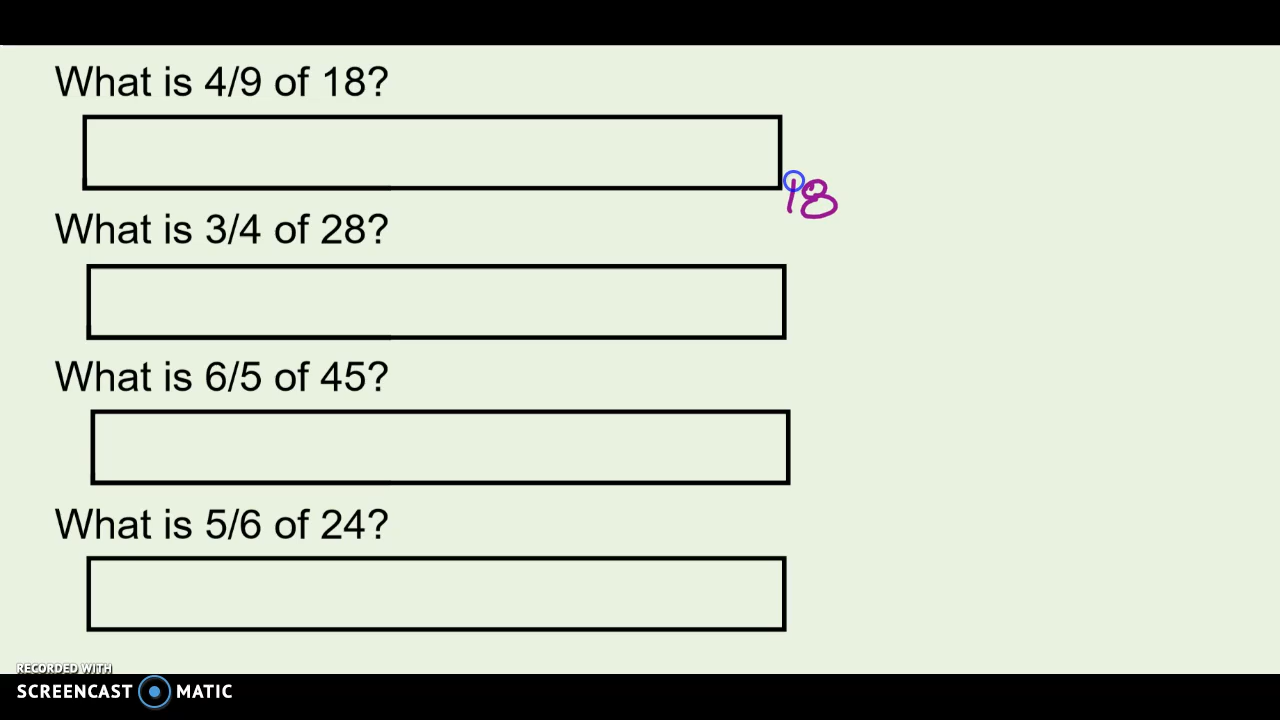 What is 4/9 of 18?
18
What is 3/4 of 28?
What is 6/5 of 45?
What is 5/6 of 24?
RECORDED WITH
SCREENCAST MATIC